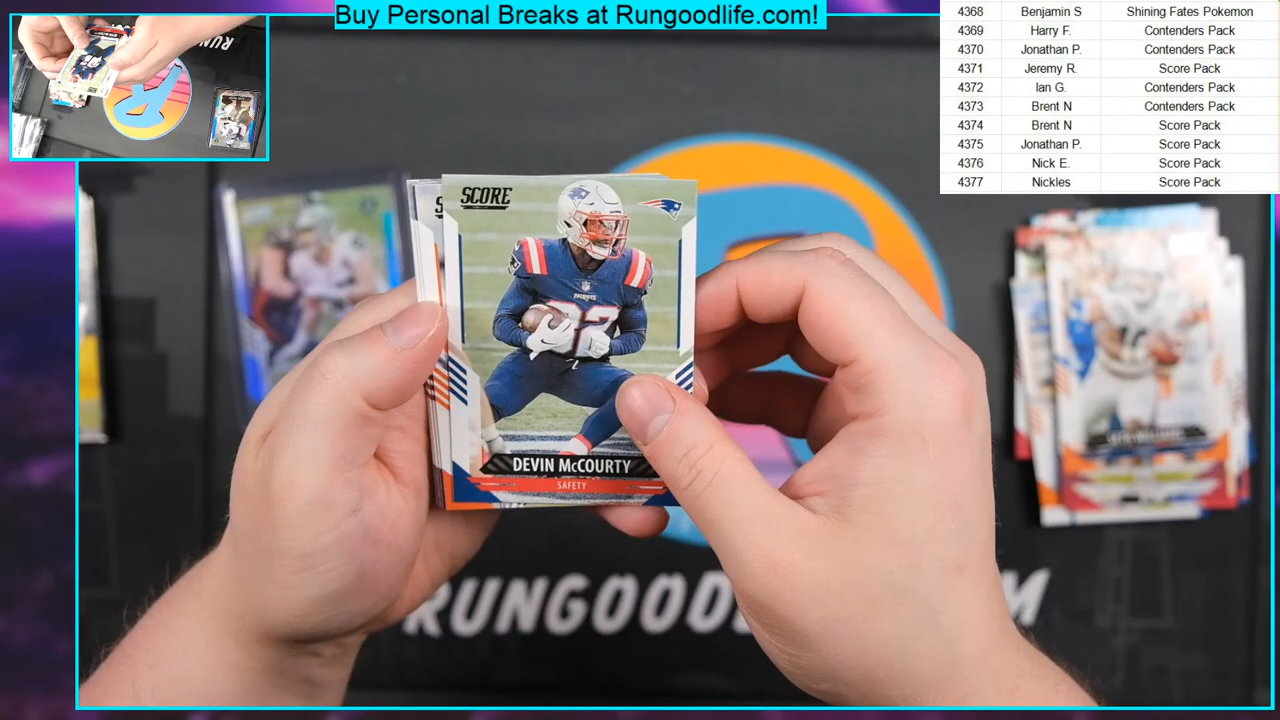 Buy Personal Breaks at Rungoodlife.com!
4368 Benjamin S Shining Fates Pokemon
4369 Harry F. Contenders Pack
4370 Jonathan P. Contenders Pack
4371 Jeremy R. Score Pack
4372 Ian G. Contenders Pack
4373 Brent N Contenders Pack
4374 Brent N Score Pack
4375 Jonathan P. Score Pack
4376 Nick E. Score Pack
4377 Nickles Score Pack
SCORE
PATRIOTS
32
DEVIN McCOURTY
SAFETY